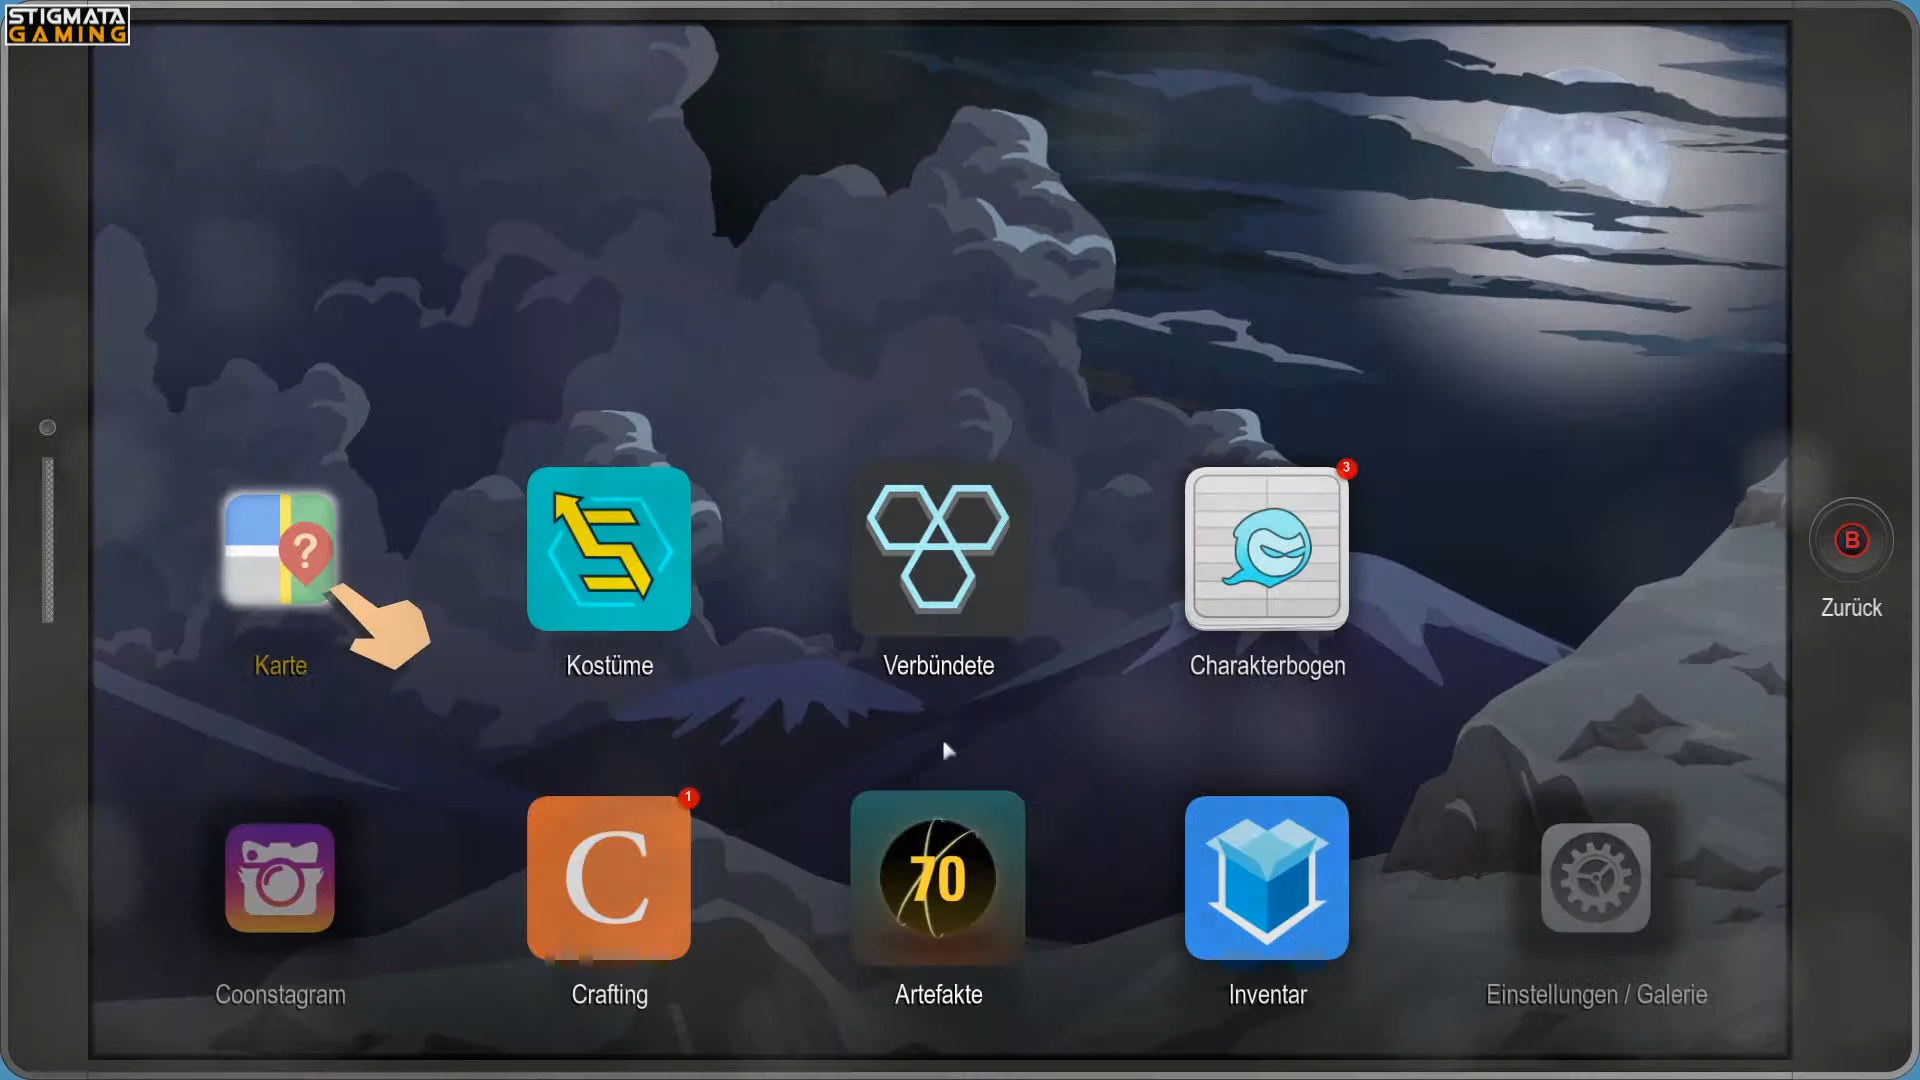 STIGMATA
GAMING
3
?
B
Zurück
Karte
Kostüme
Verbündete
Charakterbogen
1
C
70
Coonstagram
Crafting
Artefakte
Inventar
Einstellungen / Galerie